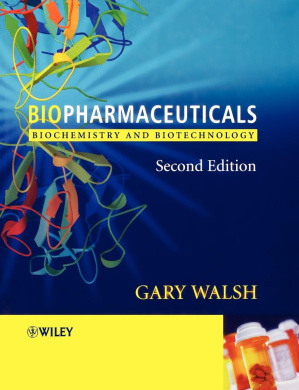 BIOPHARMACEUTICALS
BIOCHEMISTRY AND BIOTECHNOLOGY
Second Edition
GARY WALSH
WILEY